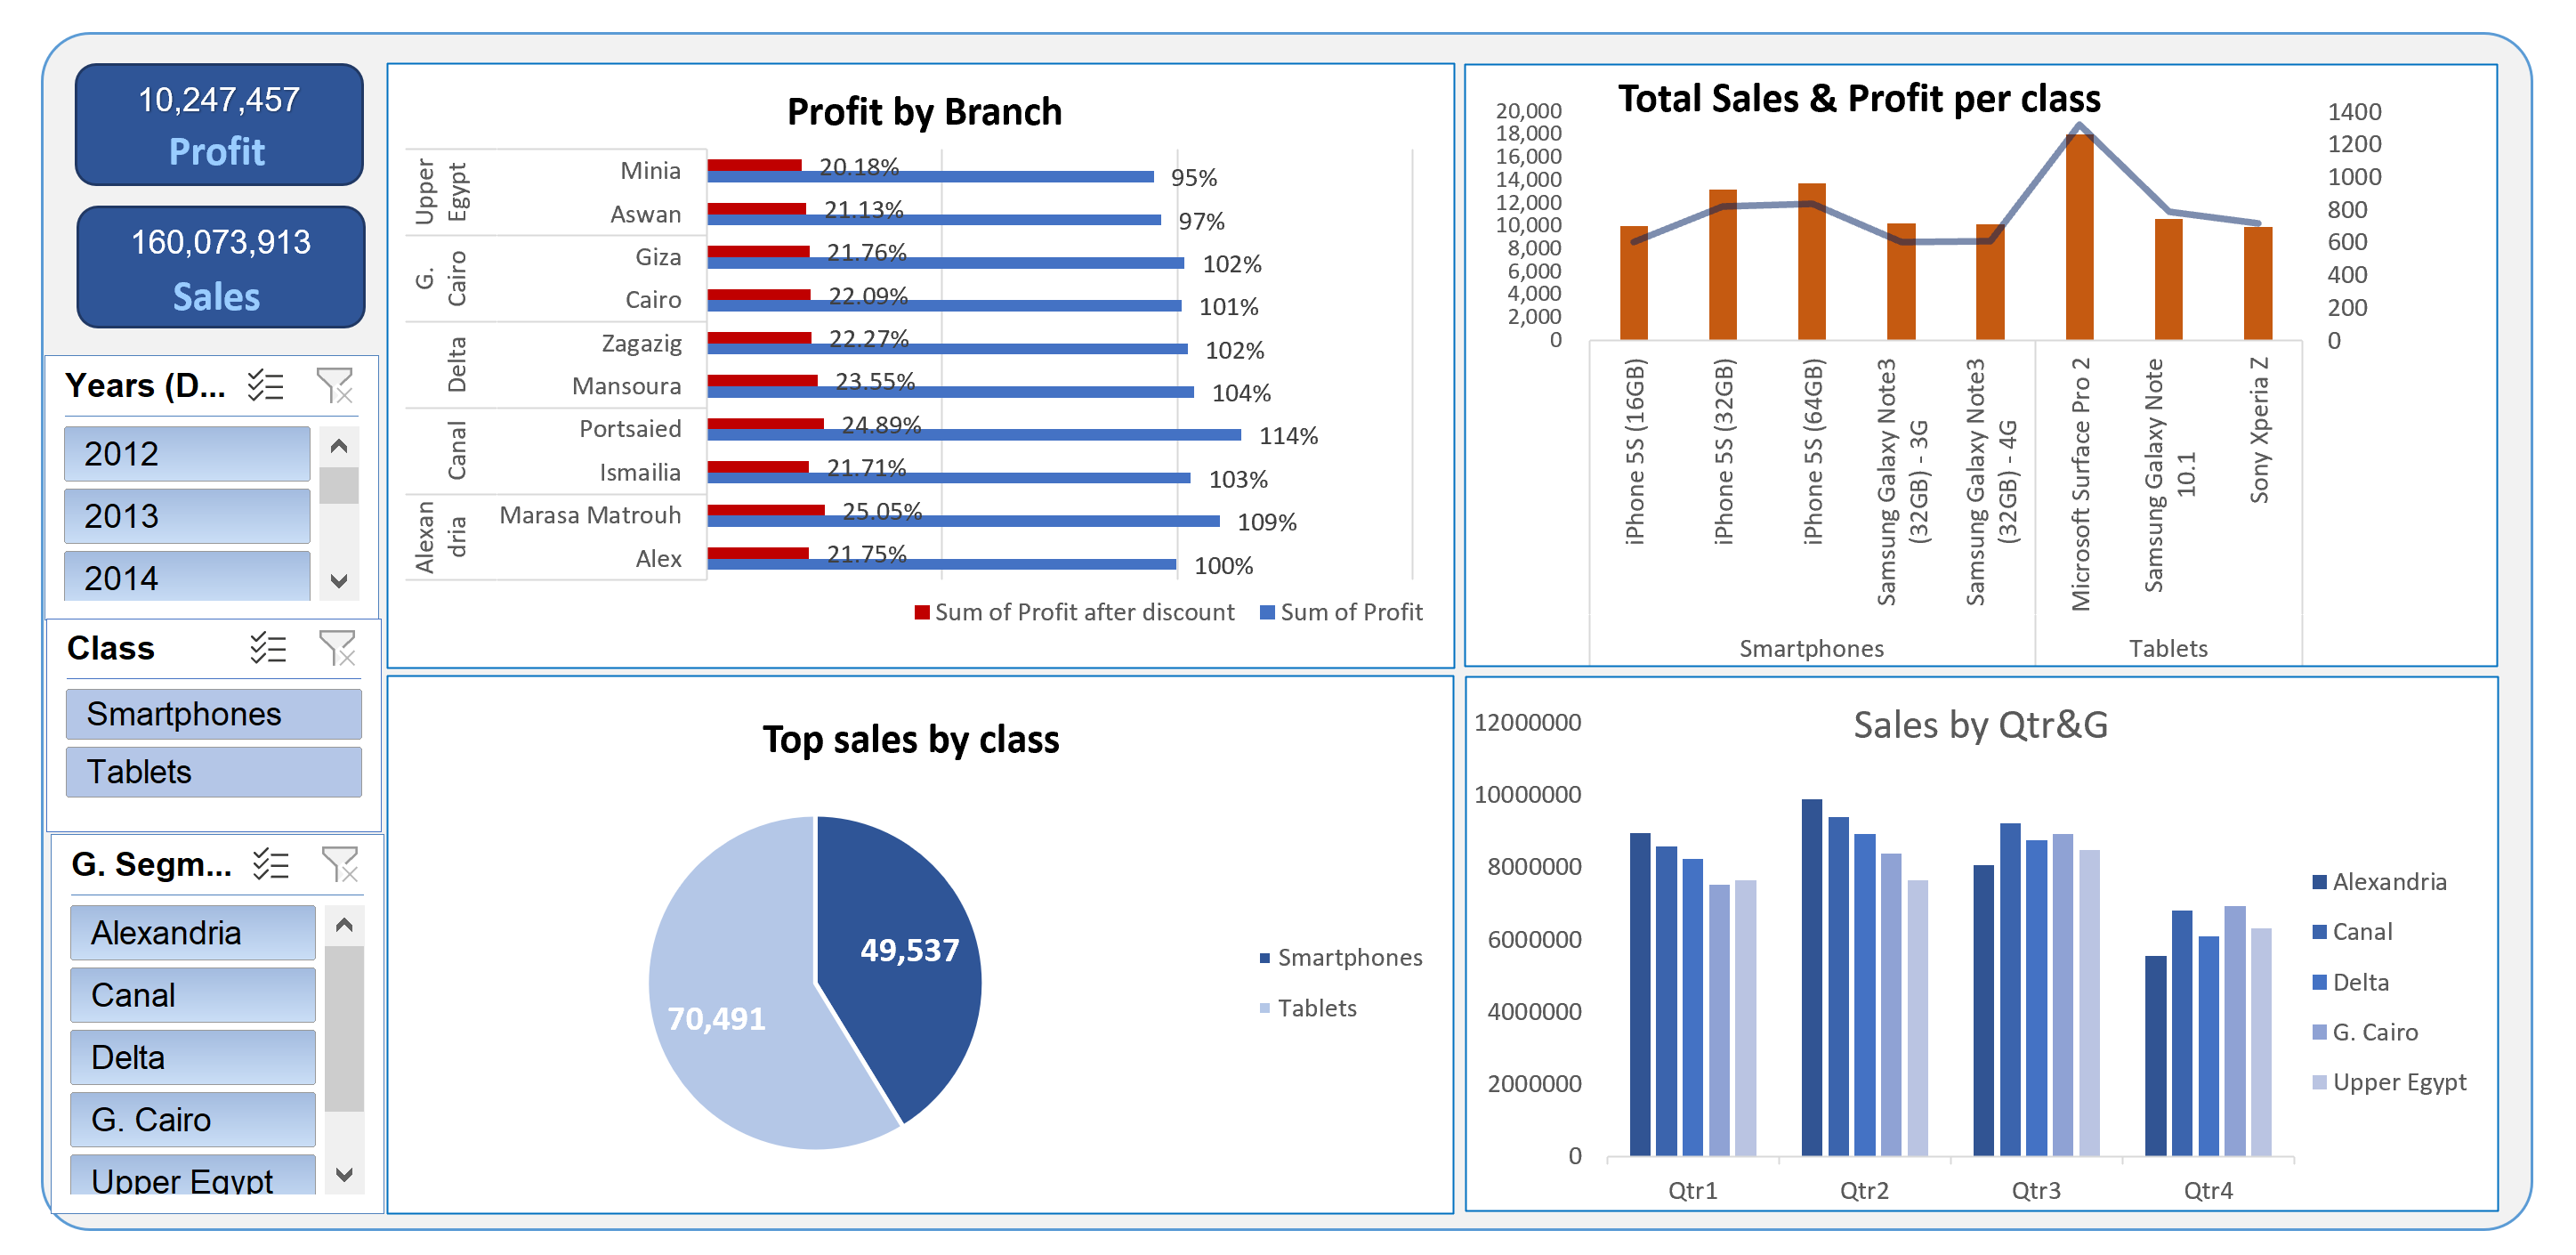 10,247,457
Profit
160,073,913
Sales
Years (D...
2012
2013
2014
Class
Smartphones
Tablets
G. Segm...
Alexandria
Canal
Delta
G. Cairo
Upper Egypt
Profit by Branch
Upper
Egypt
Minia
20.18%
95%
Aswan
21.13%
97%
G.
Cairo
Giza
21.76%
102%
Cairo
22.09%
101%
Delta
Zagazig
22.27%
102%
Mansoura
23.55%
104%
Canal
Portsaied
24.89%
114%
Ismailia
21.71%
103%
Alexan
dria
Marasa Matrouh
25.05%
109%
Alex
21.75%
100%
Sum of Profit after discount
Sum of Profit
Total Sales & Profit per class
20,000
18,000
16,000
14,000
12,000
10,000
8,000
6,000
4,000
2,000
0
1400
1200
1000
800
600
400
200
0
iPhone 5S (16GB)
iPhone 5S (32GB)
iPhone 5S (64GB)
Samsung Galaxy Note3
(32GB) - 3G
Samsung Galaxy Note3
(32GB) - 4G
Microsoft Surface Pro 2
Samsung Galaxy Note
10.1
Sony Xperia Z
Smartphones
Tablets
Top sales by class
49,537
70,491
Smartphones
Tablets
Sales by Qtr&G
12000000
10000000
8000000
6000000
4000000
2000000
0
Qtr1
Qtr2
Qtr3
Qtr4
Alexandria
Canal
Delta
G. Cairo
Upper Egypt